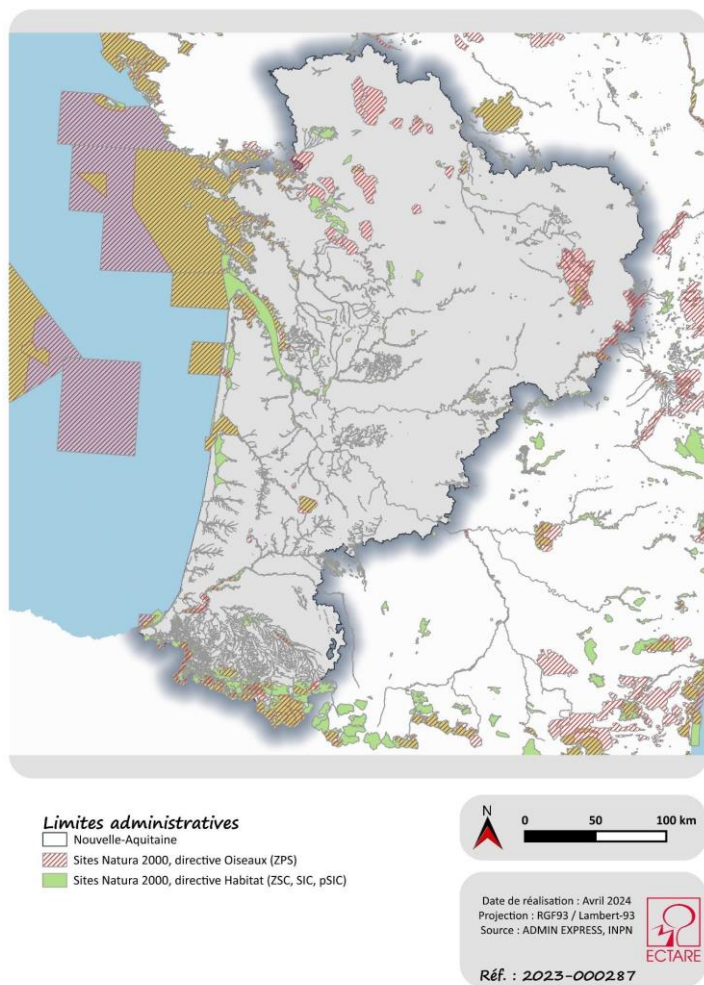 Limites administratives
Nouvelle-Aquitaine
Sites Natura 2000, directive Oiseaux (ZPS)
Sites Natura 2000, directive Habitat (ZSC, SIC, pSIC)
N
0 50 100 km
Date de réalisation : Avril 2024
Projection : RGF93 / Lambert-93
Source : ADMIN EXPRESS, INPN
ECTARE
Réf. : 2023-000287